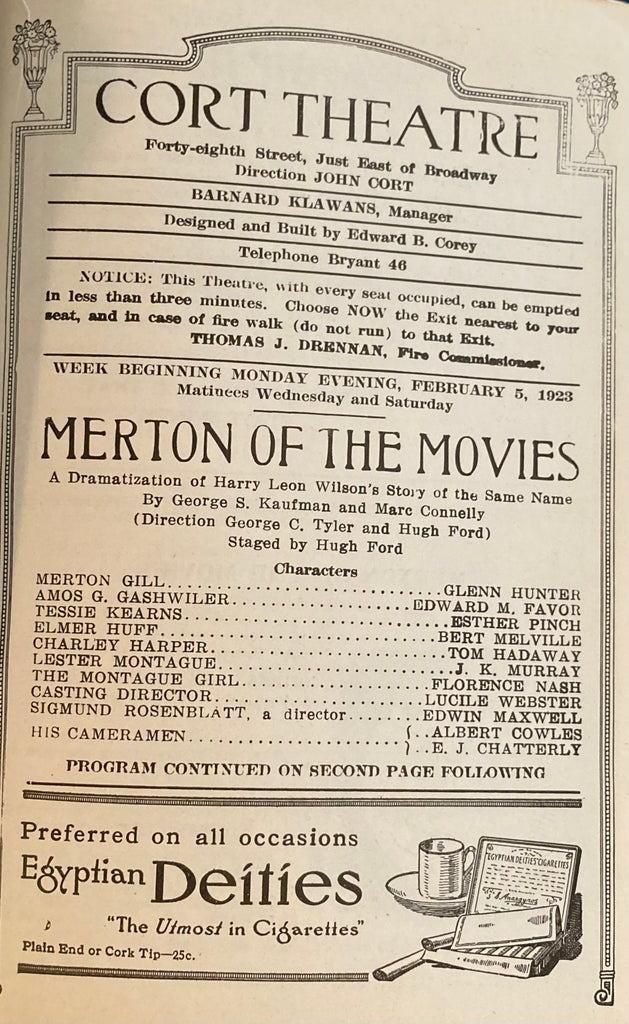 CORT THEATRE
Forty-eighth Street, Just East of Broadway
Direction JOHN CORT
BARNARD KLAWANS, Manager
Designed and Built by Edward B. Corey
Telephone Bryant 46
NOTICE: This Theatre, with every seat occupied, can be emptied
in less than three minutes. Choose NOW the Exit nearest to your
seat, and in case of fire walk (do not run) to that Exit.
THOMAS J. DRENNAN, Fire Commissioner.
WEEK BEGINNING MONDAY EVENING, FEBRUARY 5, 1923
Matinees Wednesday and Saturday
MERTON OF THE MOVIES
A Dramatization of Harry Leon Wilson's Story of the Same Name
By George S. Kaufman and Marc Connelly
(Direction George C. Tyler and Hugh Ford)
Staged by Hugh Ford
Characters
MERTON GILL..............................GLENN HUNTER
AMOS G. GASHWILER....................EDWARD M. FAVOR
TESSIE KEARNS.............................ESTHER PINCH
ELMER HUFF...............................BERT MELVILLE
CHARLEY HARPER..........................TOM HADAWAY
LESTER MONTAGUE..........................J. K. MURRAY
THE MONTAGUE GIRL.....................FLORENCE NASH
CASTING DIRECTOR.......................LUCILE WEBSTER
SIGMUND ROSENBLATT, a director........EDWIN MAXWELL
HIS CAMERAMEN.......................{..ALBERT COWLES
}..E. J. CHATTERLY
PROGRAM CONTINUED ON SECOND PAGE FOLLOWING
Preferred on all occasions
Egyptian Deities
"The Utmost in Cigarettes"
Plain End or Cork Tip—25c.
EGYPTIAN DEITIES CIGARETTES